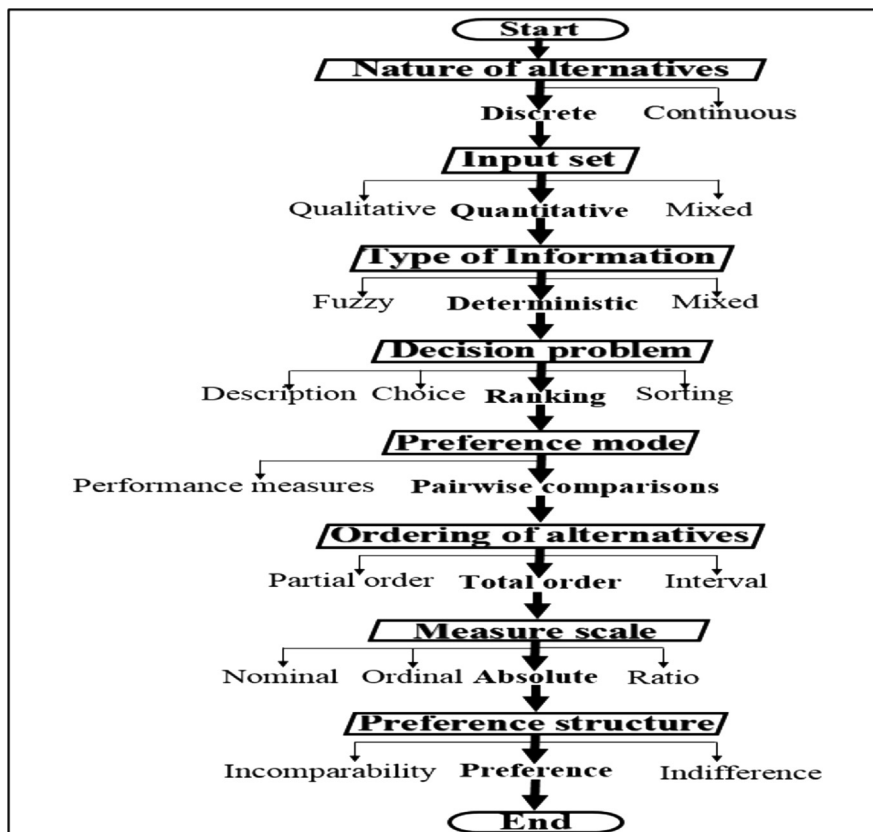 Start
Nature of alternatives
Discrete Continuous
Input set
Qualitative Quantitative Mixed
Type of Information
Fuzzy Deterministic Mixed
Decision problem
Description Choice Ranking Sorting
Preference mode
Performance measures Pairwise comparisons
Ordering of alternatives
Partial order Total order Interval
Measure scale
Nominal Ordinal Absolute Ratio
Preference structure
Incomparability Preference Indifference
End